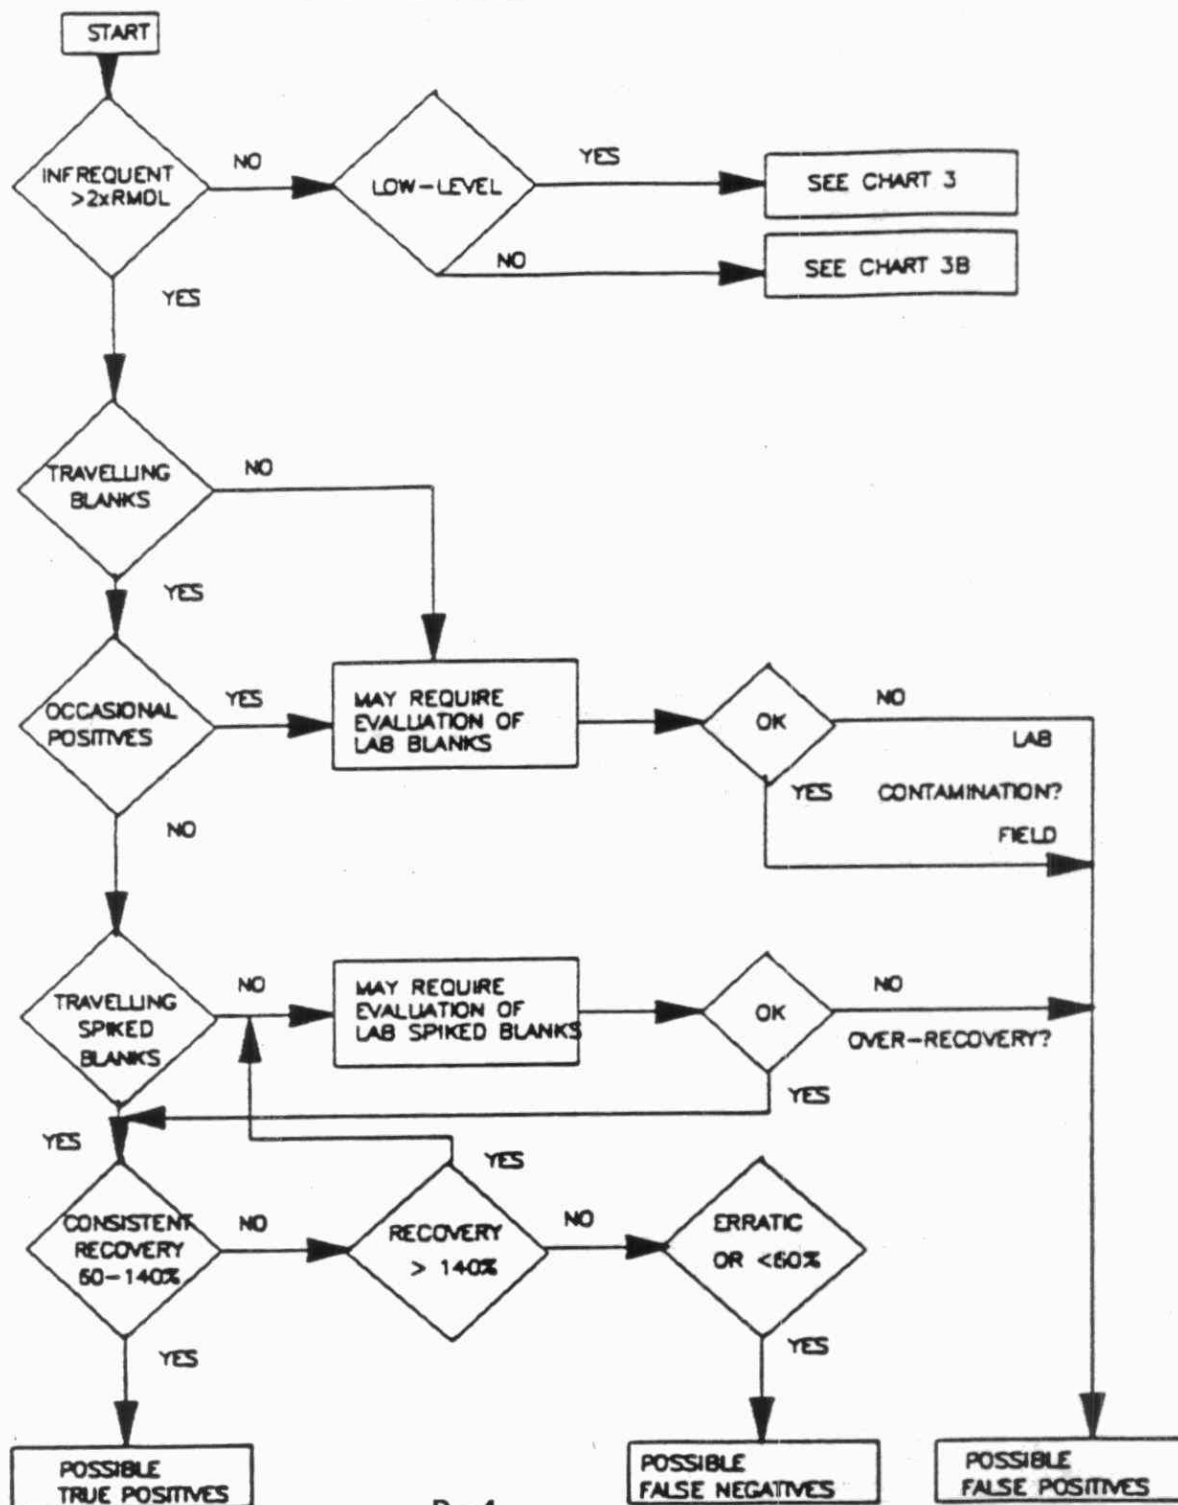 START
INFREQUENT
>2xRMDL
NO
LOW-LEVEL
YES
SEE CHART 3
NO
SEE CHART 3B
YES
TRAVELLING
BLANKS
NO
YES
OCCASIONAL
POSITIVES
YES
MAY REQUIRE
EVALUATION OF
LAB BLANKS
OK
NO
LAB
YES
CONTAMINATION?
FIELD
NO
TRAVELLING
SPIKED
BLANKS
NO
MAY REQUIRE
EVALUATION OF
LAB SPIKED BLANKS
OK
NO
OVER-RECOVERY?
YES
YES
CONSISTENT
RECOVERY
60-140%
NO
RECOVERY
> 140%
YES
NO
ERRATIC
OR <60%
YES
YES
POSSIBLE
TRUE POSITIVES
POSSIBLE
FALSE NEGATIVES
POSSIBLE
FALSE POSITIVES